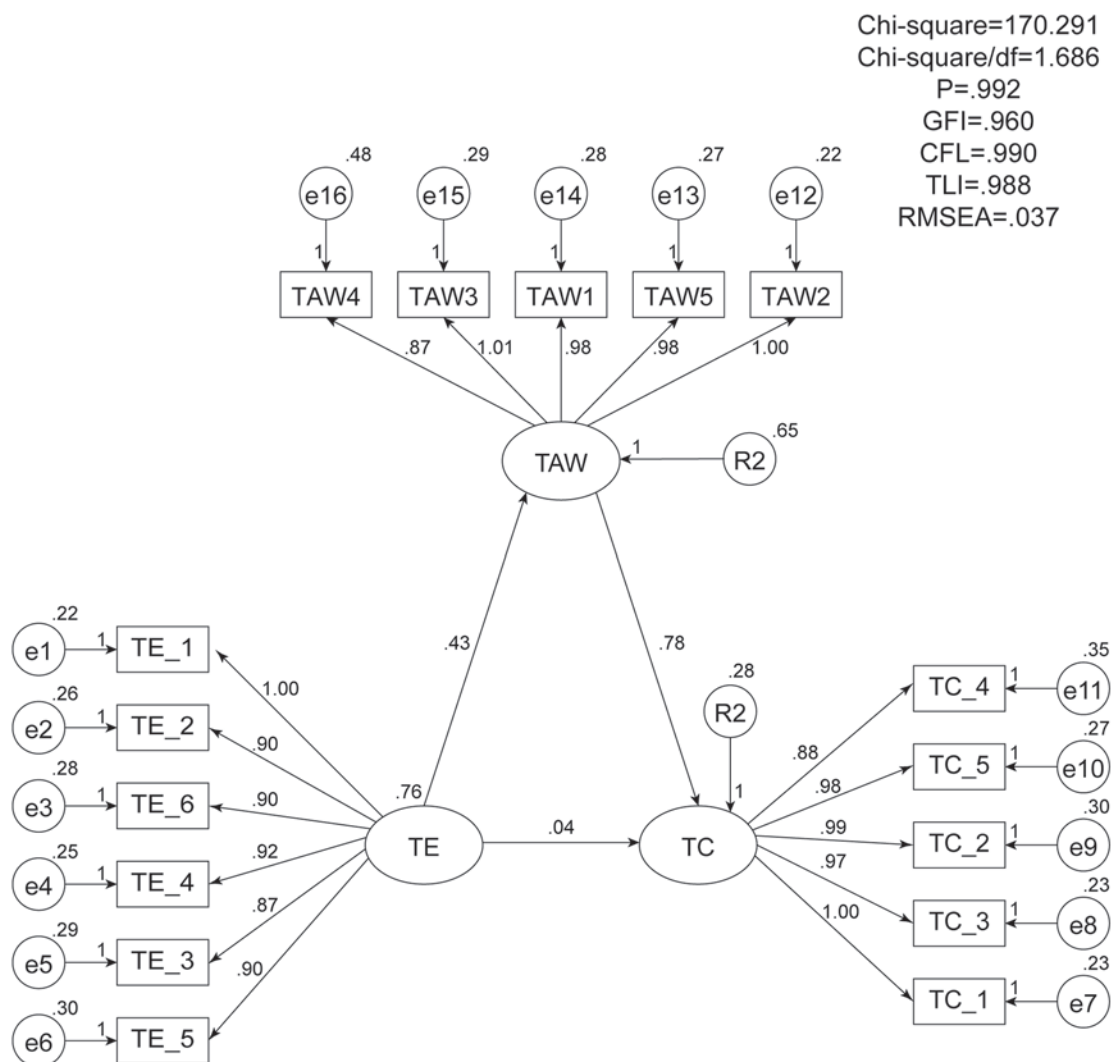 Chi-square=170.291
Chi-square/df=1.686
P=.992
GFI=.960
CFL=.990
TLI=.988
RMSEA=.037
.48 .29 .28 .27 .22
e16 e15 e14 e13 e12
1 1 1 1 1
TAW4 TAW3 TAW1 TAW5 TAW2
.87 1.01 .98 .98 1.00
.65
TAW 1 R2
.43 .78
.22
e1 1 TE_1
1.00
.26
e2 1 TE_2
.90
.28
e3 1 TE_6
.90
.25
e4 1 TE_4
.92
.29
e5 1 TE_3
.87
.30
e6 1 TE_5
.90
.76
TE .04 TC
.28
R2
1
.35
.88 TC_4 1 e11
.27
.98 TC_5 1 e10
.30
.99 TC_2 1 e9
.23
.97 TC_3 1 e8
.23
1.00 TC_1 1 e7